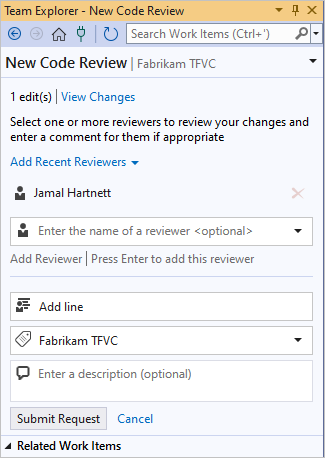 Team Explorer - New Code Review
Search Work Items (Ctrl+')
New Code Review | Fabrikam TFVC
1 edit(s) | View Changes
Select one or more reviewers to review your changes and
enter a comment for them if appropriate
Add Recent Reviewers
Jamal Hartnett
Enter the name of a reviewer <optional>
Add Reviewer | Press Enter to add this reviewer
Add line
Fabrikam TFVC
Enter a description (optional)
Submit Request Cancel
Related Work Items